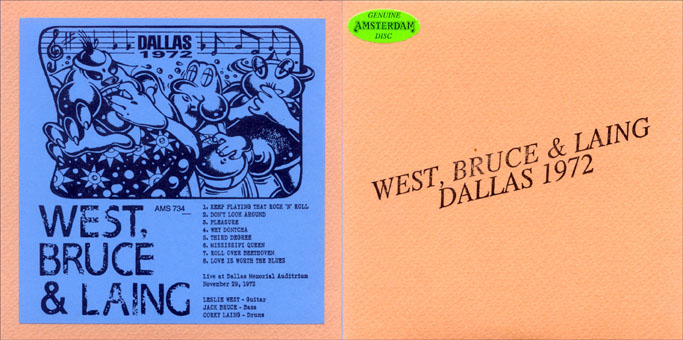 DALLAS
1972
WEST,
BRUCE
& LAING
AMS 734
1. KEEP PLAYING THAT ROCK 'N' ROLL
2. DON'T LOOK AROUND
3. PLEASURE
4. WHY DONTCHA
5. THIRD DEGREE
6. MISSISSIPI QUEEN
7. ROLL OVER BEETHOVEN
8. LOVE IS WORTH THE BLUES
Live at Dallas Memorial Auditrium
November 29, 1972
LESLIE WEST - Guitar
JACK BRUCE - Bass
CORKY LAING - Drums
GENUINE
AMSTERDAM
DISC
WEST, BRUCE & LAING
DALLAS 1972